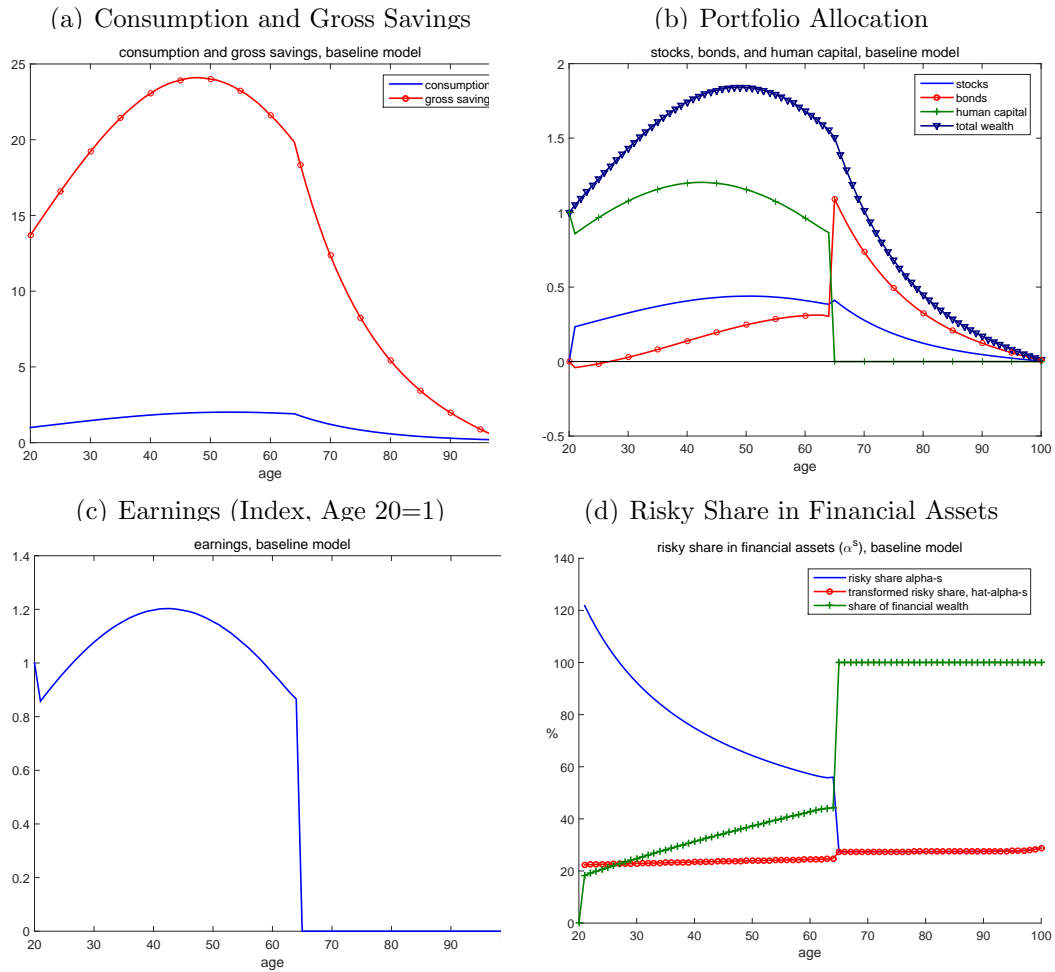 (a) Consumption and Gross Savings
consumption and gross savings, baseline model
25
20
15
10
5
0
consumption
gross saving
20 30 40 50 60 70 80 90
age
(b) Portfolio Allocation
stocks, bonds, and human capital, baseline model
2
1.5
1
0.5
0
-0.5
stocks
bonds
human capital
total wealth
20 30 40 50 60 70 80 90 100
age
(c) Earnings (Index, Age 20=1)
earnings, baseline model
1.4
1.2
1
0.8
0.6
0.4
0.2
0
20 30 40 50 60 70 80 90
age
(d) Risky Share in Financial Assets
risky share in financial assets (α^s), baseline model
140
120
100
80
60
40
20
0
%
risky share alpha-s
transformed risky share, hat-alpha-s
share of financial wealth
20 30 40 50 60 70 80 90 100
age